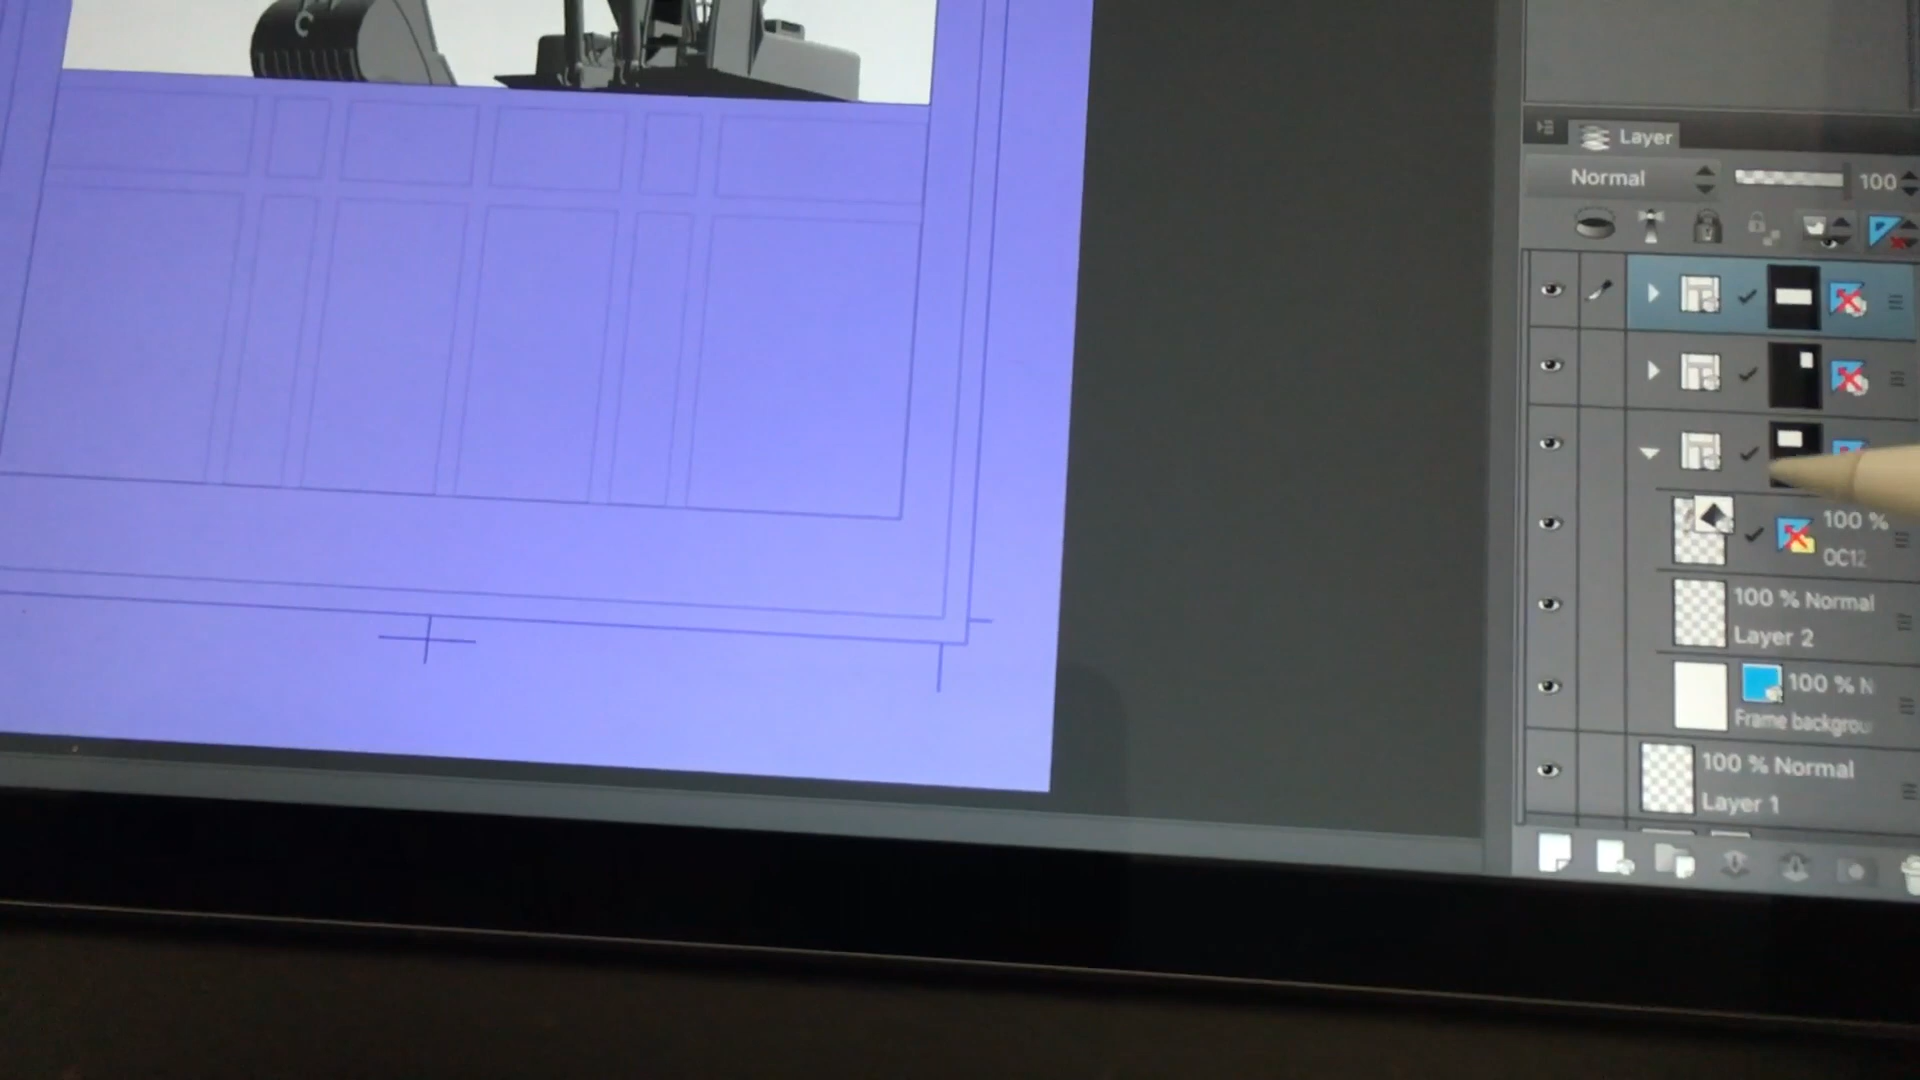 C
Layer
Normal
100
100 %
OC12
100 % Normal
Layer 2
100 % N
Frame backgrou
100 % Normal
Layer 1